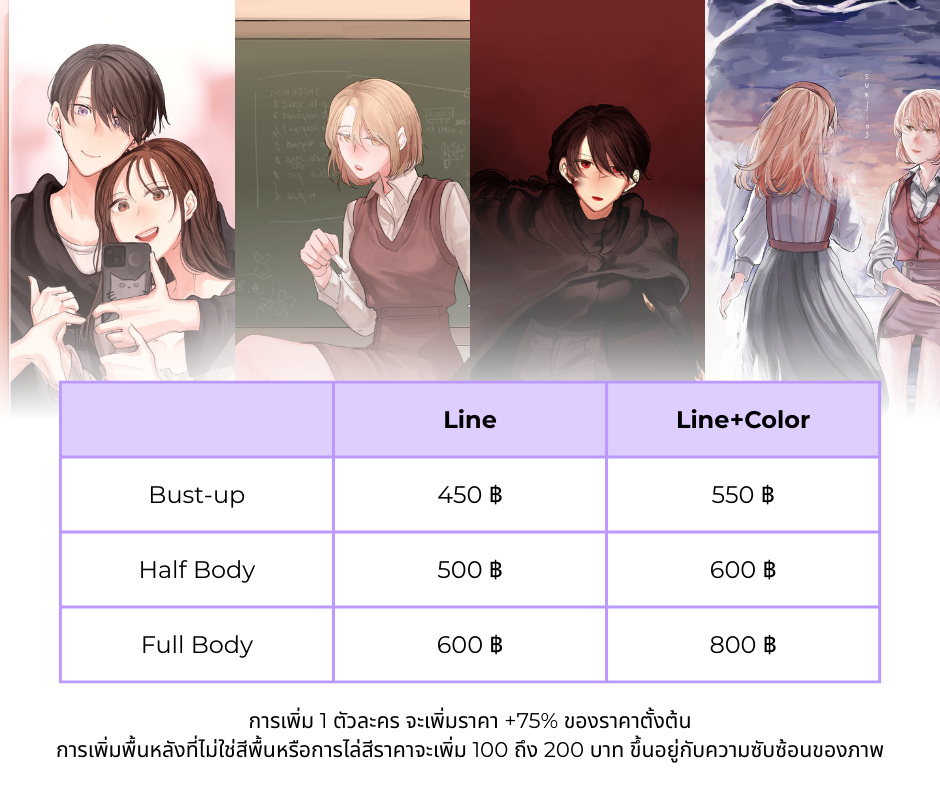 Line
Line+Color
Bust-up
450 ฿
550 ฿
Half Body
500 ฿
600 ฿
Full Body
600 ฿
800 ฿
การเพิ่ม 1 ตัวละคร จะเพิ่มราคา +75% ของราคาตั้งต้น
การเพิ่มพื้นหลังที่ไม่ใช่สีพื้นหรือการไล่สีราคาจะเพิ่ม 100 ถึง 200 บาท ขึ้นอยู่กับความซับซ้อนของภาพ